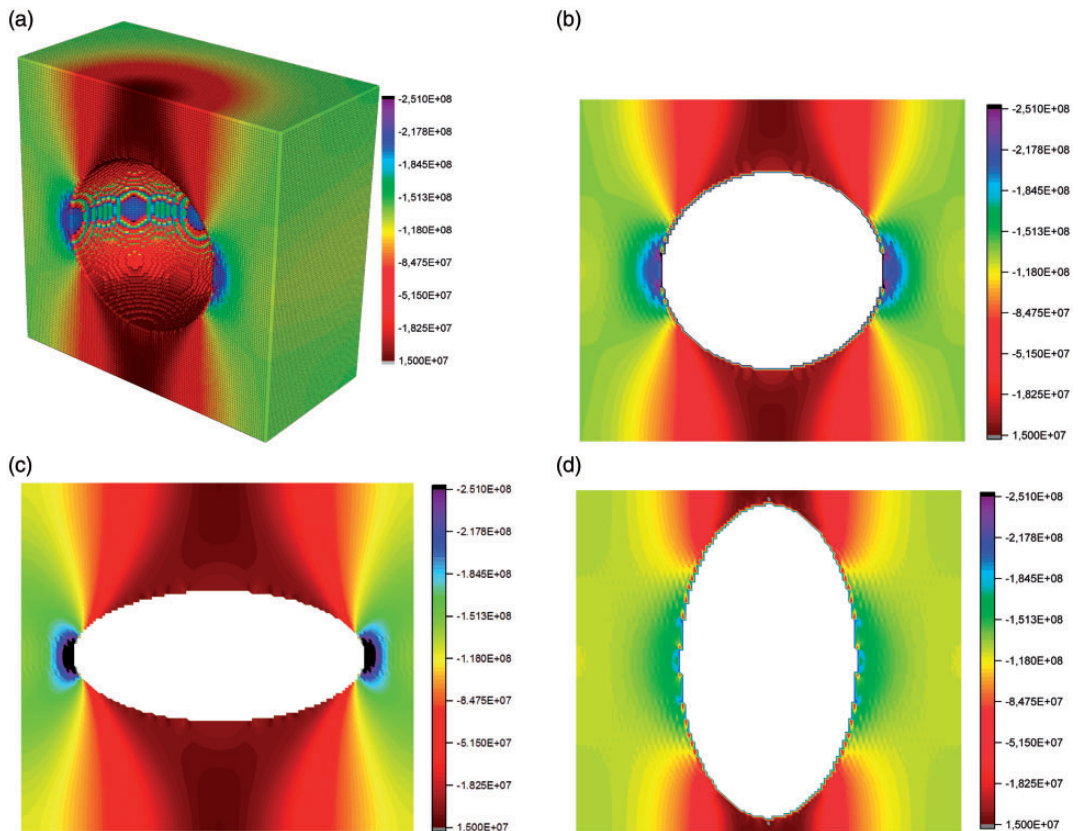 (a)
-2,510E+08
-2,178E+08
-1,845E+08
-1,513E+08
-1,180E+08
-8,475E+07
-5,150E+07
-1,825E+07
1,500E+07
(b)
-2,510E+08
-2,178E+08
-1,845E+08
-1,513E+08
-1,180E+08
-8,475E+07
-5,150E+07
-1,825E+07
1,500E+07
(c)
-2,510E+08
-2,178E+08
-1,845E+08
-1,513E+08
-1,180E+08
-8,475E+07
-5,150E+07
-1,825E+07
1,500E+07
(d)
-2,510E+08
-2,178E+08
-1,845E+08
-1,513E+08
-1,180E+08
-8,475E+07
-5,150E+07
-1,825E+07
1,500E+07